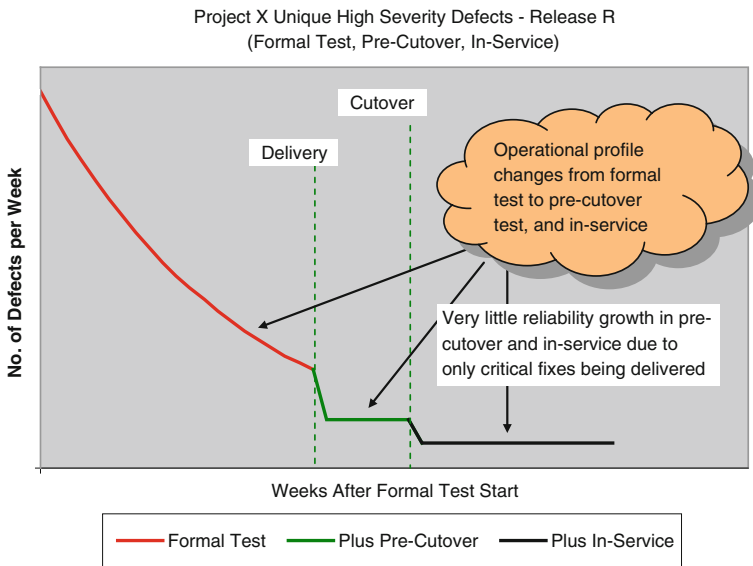 Project X Unique High Severity Defects - Release R
(Formal Test, Pre-Cutover, In-Service)
Cutover
Delivery
Operational profile
changes from formal
test to pre-cutover
test, and in-service
Very little reliability growth in pre-
cutover and in-service due to
only critical fixes being delivered
No. of Defects per Week
Weeks After Formal Test Start
Formal Test
Plus Pre-Cutover
Plus In-Service